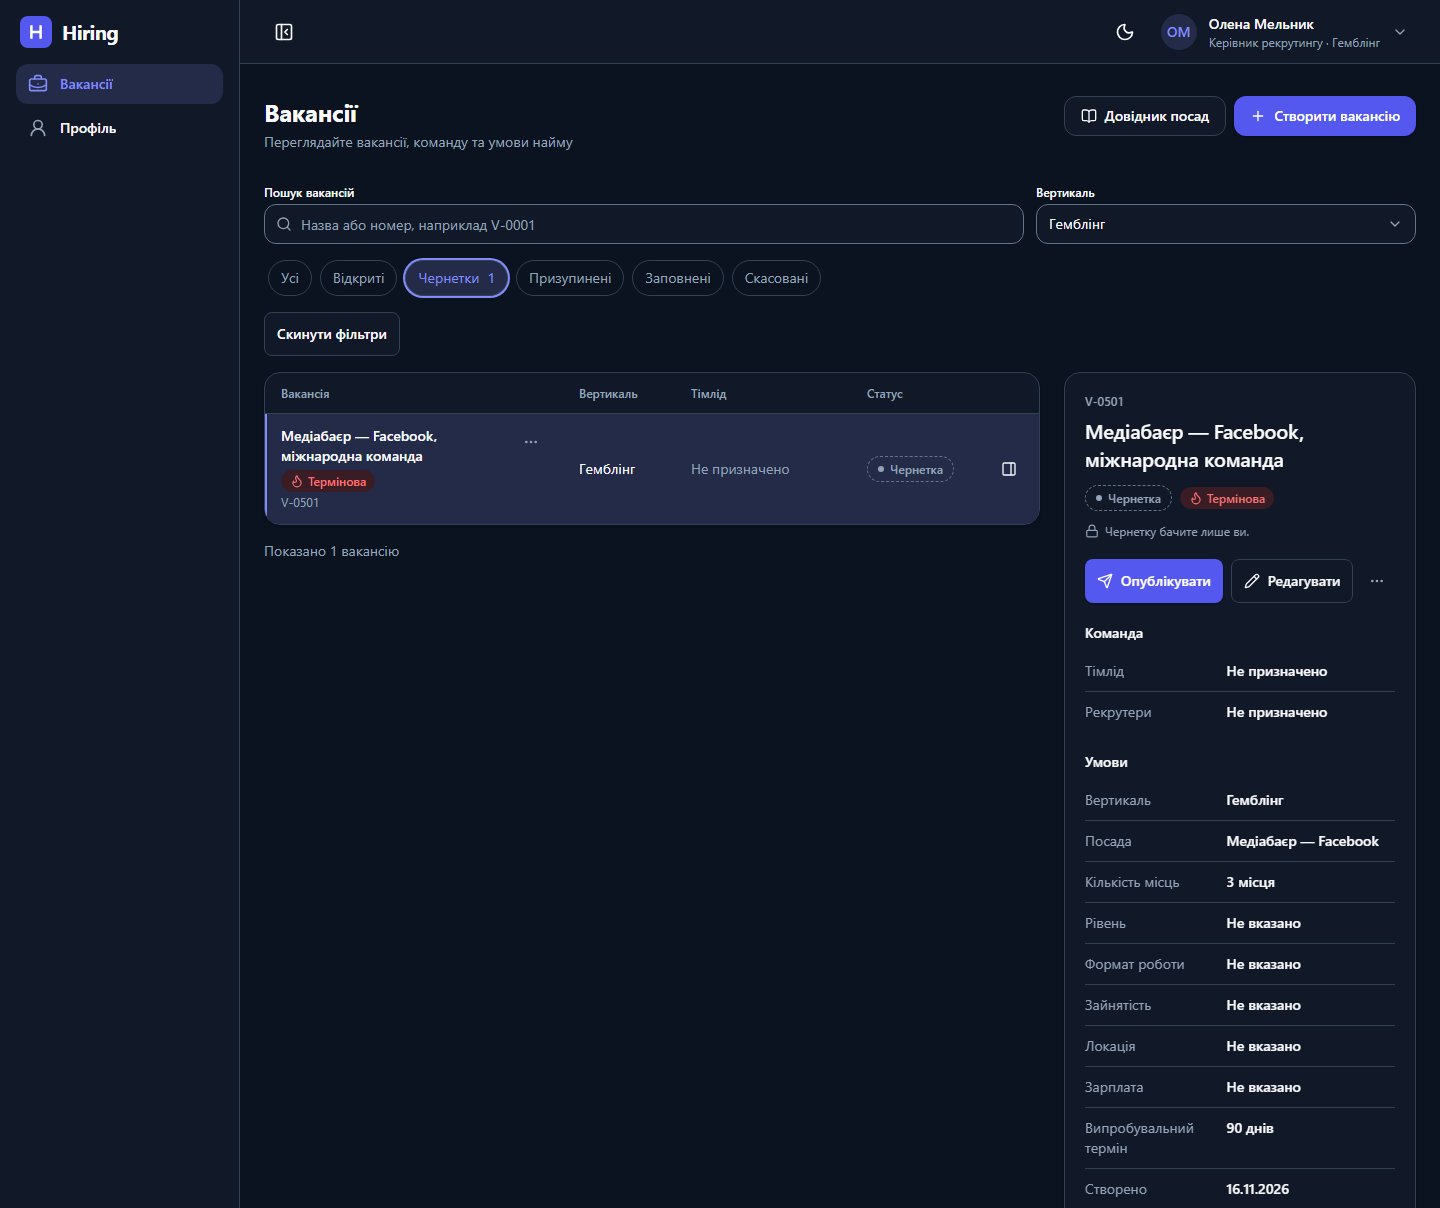 H Hiring
ОМ
Олена Мельник
Керівник рекрутингу · Гемблінг
Вакансії
Профіль
Вакансії
Переглядайте вакансії, команду та умови найму
Довідник посад
Створити вакансію
Пошук вакансій
Вертикаль
Назва або номер, наприклад V-0001
Гемблінг
Усі
Відкриті
Чернетки 1
Призупинені
Заповнені
Скасовані
Скинути фільтри
Вакансія
Вертикаль
Тімлід
Статус
Медіабаєр — Facebook,
міжнародна команда
Термінова
V-0501
Гемблінг
Не призначено
Чернетка
Показано 1 вакансію
V-0501
Медіабаєр — Facebook,
міжнародна команда
Чернетка
Термінова
Чернетку бачите лише ви.
Опублікувати
Редагувати
Команда
Тімлід Не призначено
Рекрутери Не призначено
Умови
Вертикаль Гемблінг
Посада Медіабаєр — Facebook
Кількість місць 3 місця
Рівень Не вказано
Формат роботи Не вказано
Зайнятість Не вказано
Локація Не вказано
Зарплата Не вказано
Випробувальний 90 днів
термін
Створено 16.11.2026